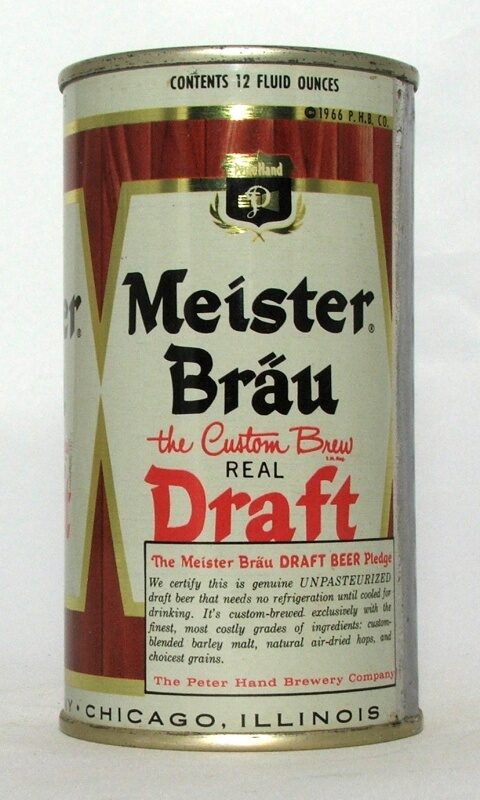 CONTENTS 12 FLUID OUNCES
©1966 P.H.B. CO.
Peter Hand
P
er.®
Meister®
Bräu
the Custom Brew
T.M. Reg.
REAL
Draft
The Meister Bräu DRAFT BEER Pledge
We certify this is genuine UNPASTEURIZED
draft beer that needs no refrigeration until cooled for
drinking. It's custom-brewed exclusively with the
finest, most costly grades of ingredients: custom-
blended barley malt, natural air-dried hops, and
choicest grains.
The Peter Hand Brewery Company
Y • CHICAGO, ILLINOIS